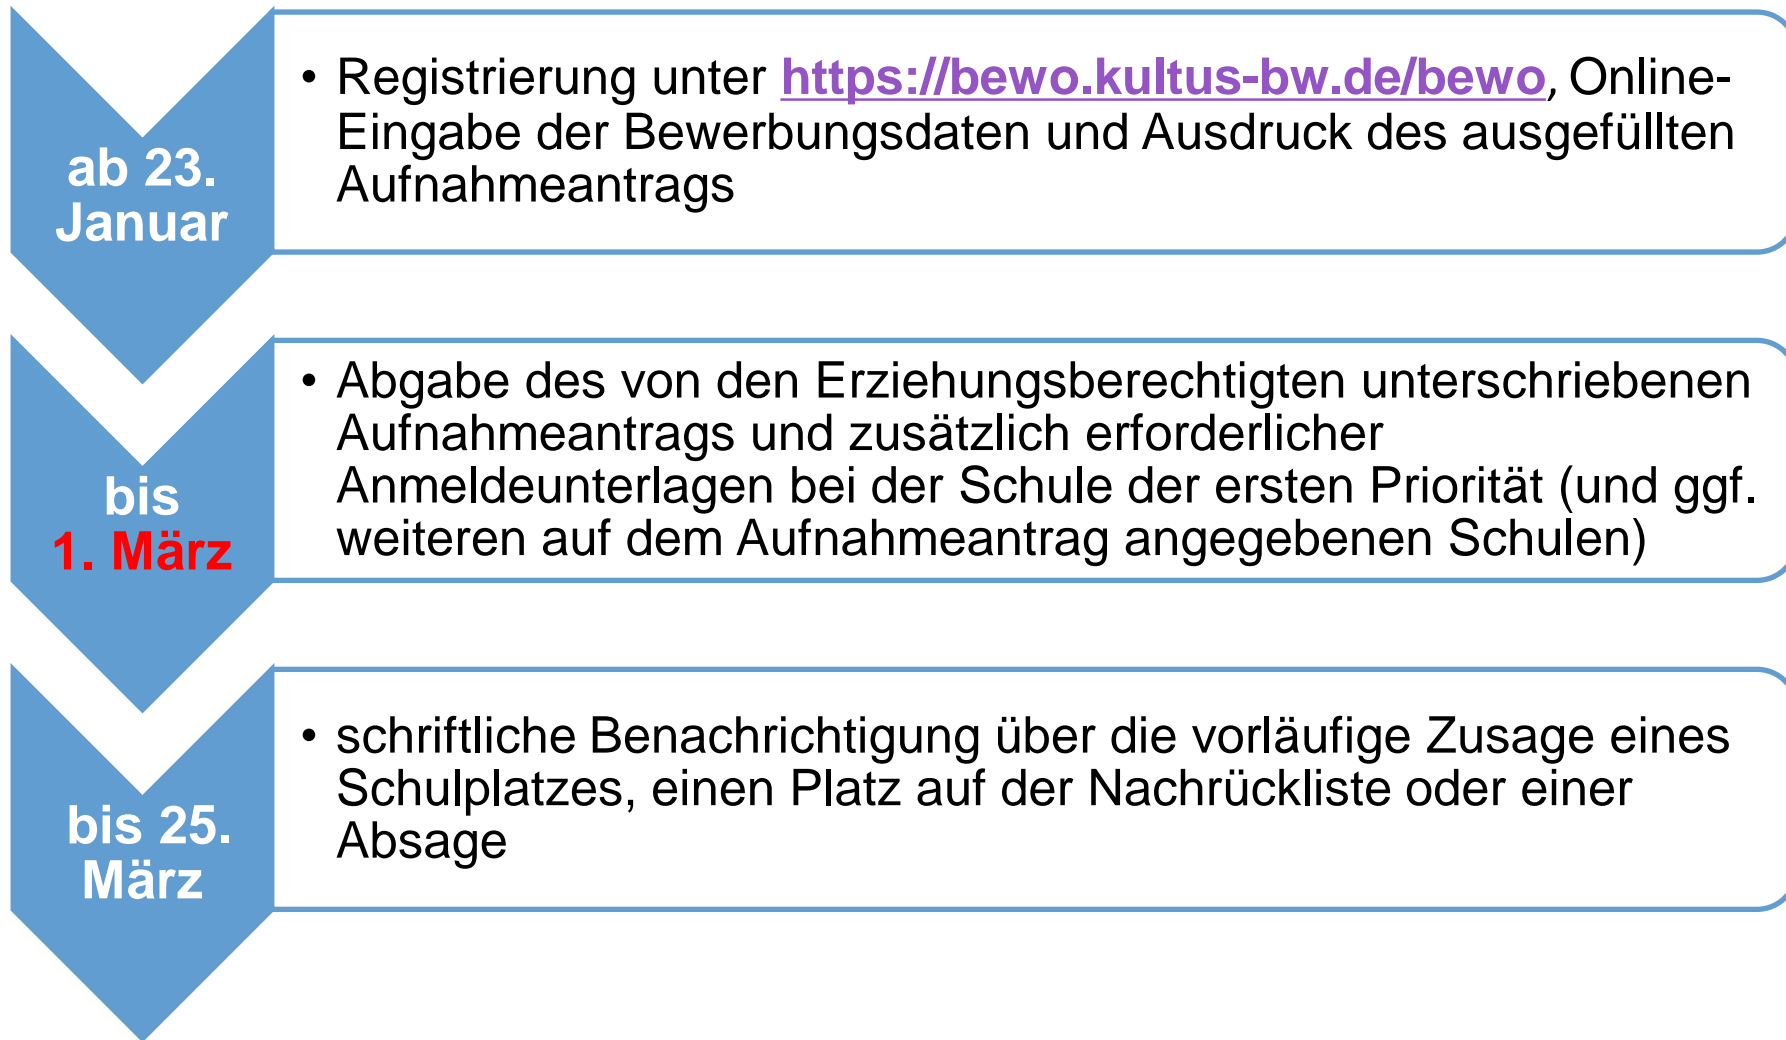 ab 23.
Januar
• Registrierung unter https://bewo.kultus-bw.de/bewo, Online-
Eingabe der Bewerbungsdaten und Ausdruck des ausgefüllten
Aufnahmeantrags
bis
1. März
• Abgabe des von den Erziehungsberechtigten unterschriebenen
Aufnahmeantrags und zusätzlich erforderlicher
Anmeldeunterlagen bei der Schule der ersten Priorität (und ggf.
weiteren auf dem Aufnahmeantrag angegebenen Schulen)
bis 25.
März
• schriftliche Benachrichtigung über die vorläufige Zusage eines
Schulplatzes, einen Platz auf der Nachrückliste oder einer
Absage